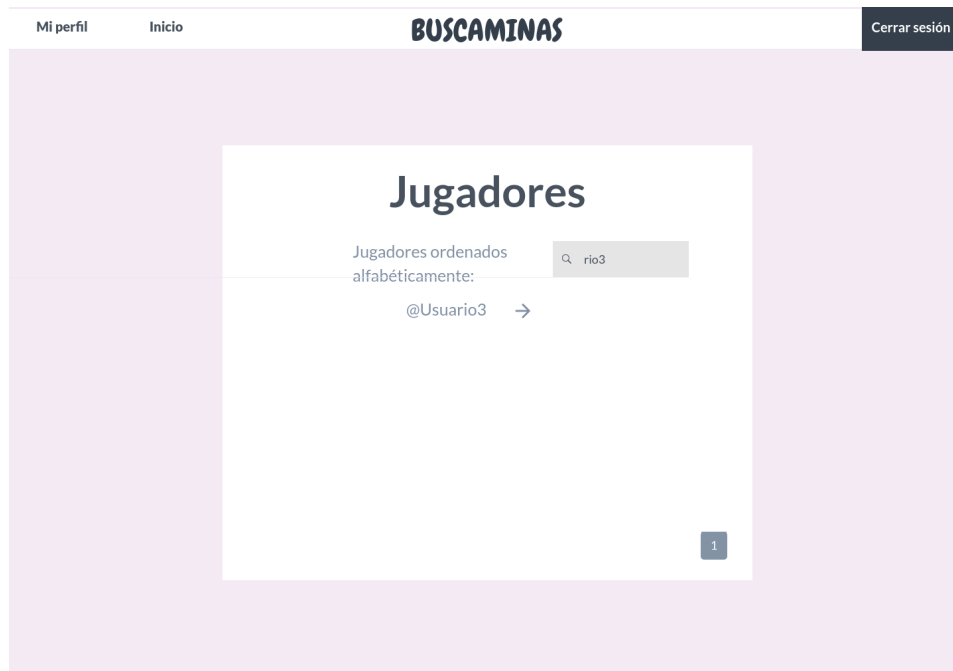 Mi perfil Inicio BUSCAMINAS Cerrar sesión
Jugadores
Jugadores ordenados
alfabéticamente:
rio3
@Usuario3
1